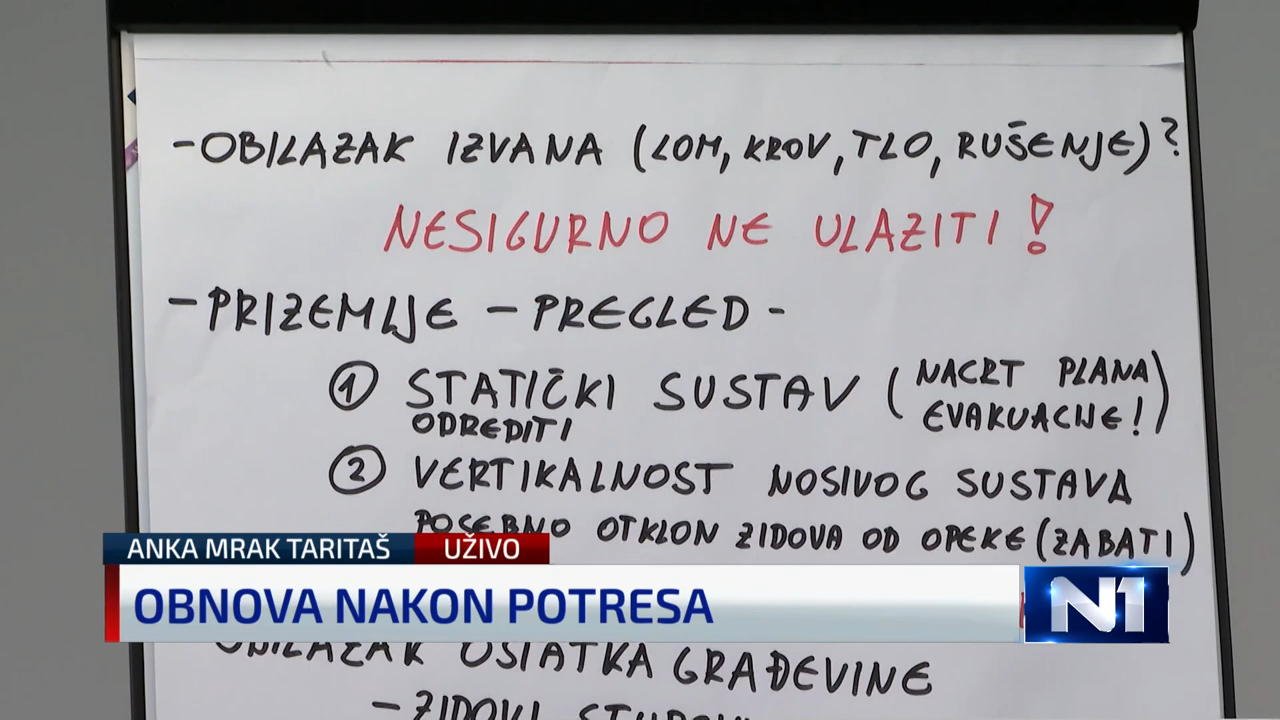 -OBILAZAK IZVANA (LOM, KROV, TLO, RUŠENJE)?
NESIGURNO NE ULAZITI!
-PRIZEMLJE - PREGLED -
① STATIČKI SUSTAV (NACRT PLANA
EVAKUACIJE!)
ODREDITI
② VERTIKALNOST NOSIVOG SUSTAVA
POSEBNO OTKLON ZIDOVA OD OPEKE (ZABATI)
ANKA MRAK TARITAŠ
UŽIVO
OBNOVA NAKON POTRESA
N1
OBILAZAK OSTATKA GRAĐEVINE
- ZIDOVI